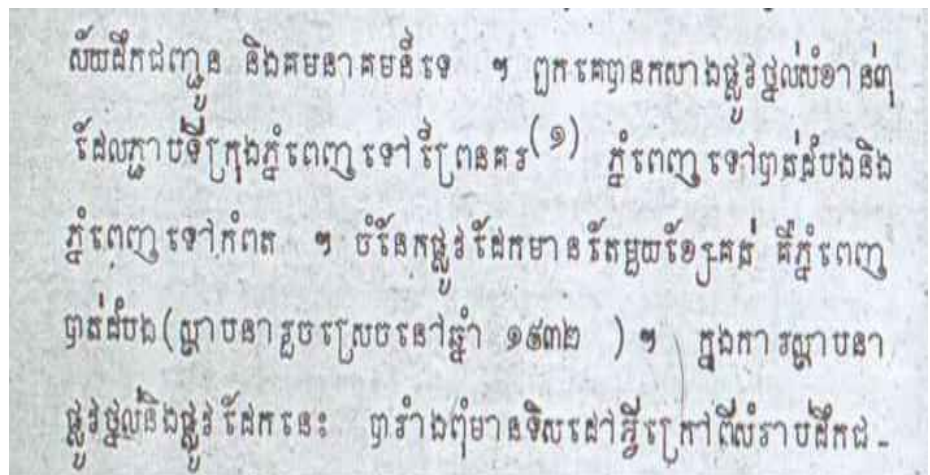 ស័យដឹកជញ្ជូន និងគមនាគមន៍ទេ ។ ពួកគេបានកសាងផ្លូវថ្នល់សំខាន់ៗ
ដែលភ្ជាប់ទីក្រុងភ្នំពេញទៅព្រៃនគរ(១) ភ្នំពេញទៅបាត់ដំបងនិង
ភ្នំពេញទៅកំពត ។ ចំនែកផ្លូវដែកមានតែមួយខ្សែគត់ គឺភ្នំពេញ
បាត់ដំបង(ស្ថាបនារួចស្រេចនៅឆ្នាំ ១៩៣២ ) ។ ក្នុងការស្ថាបនា
ផ្លូវថ្នល់និងផ្លូវដែកនេះ បារាំងពុំមានទិសដៅអ្វីក្រៅពីសំរាប់ដឹកជ-